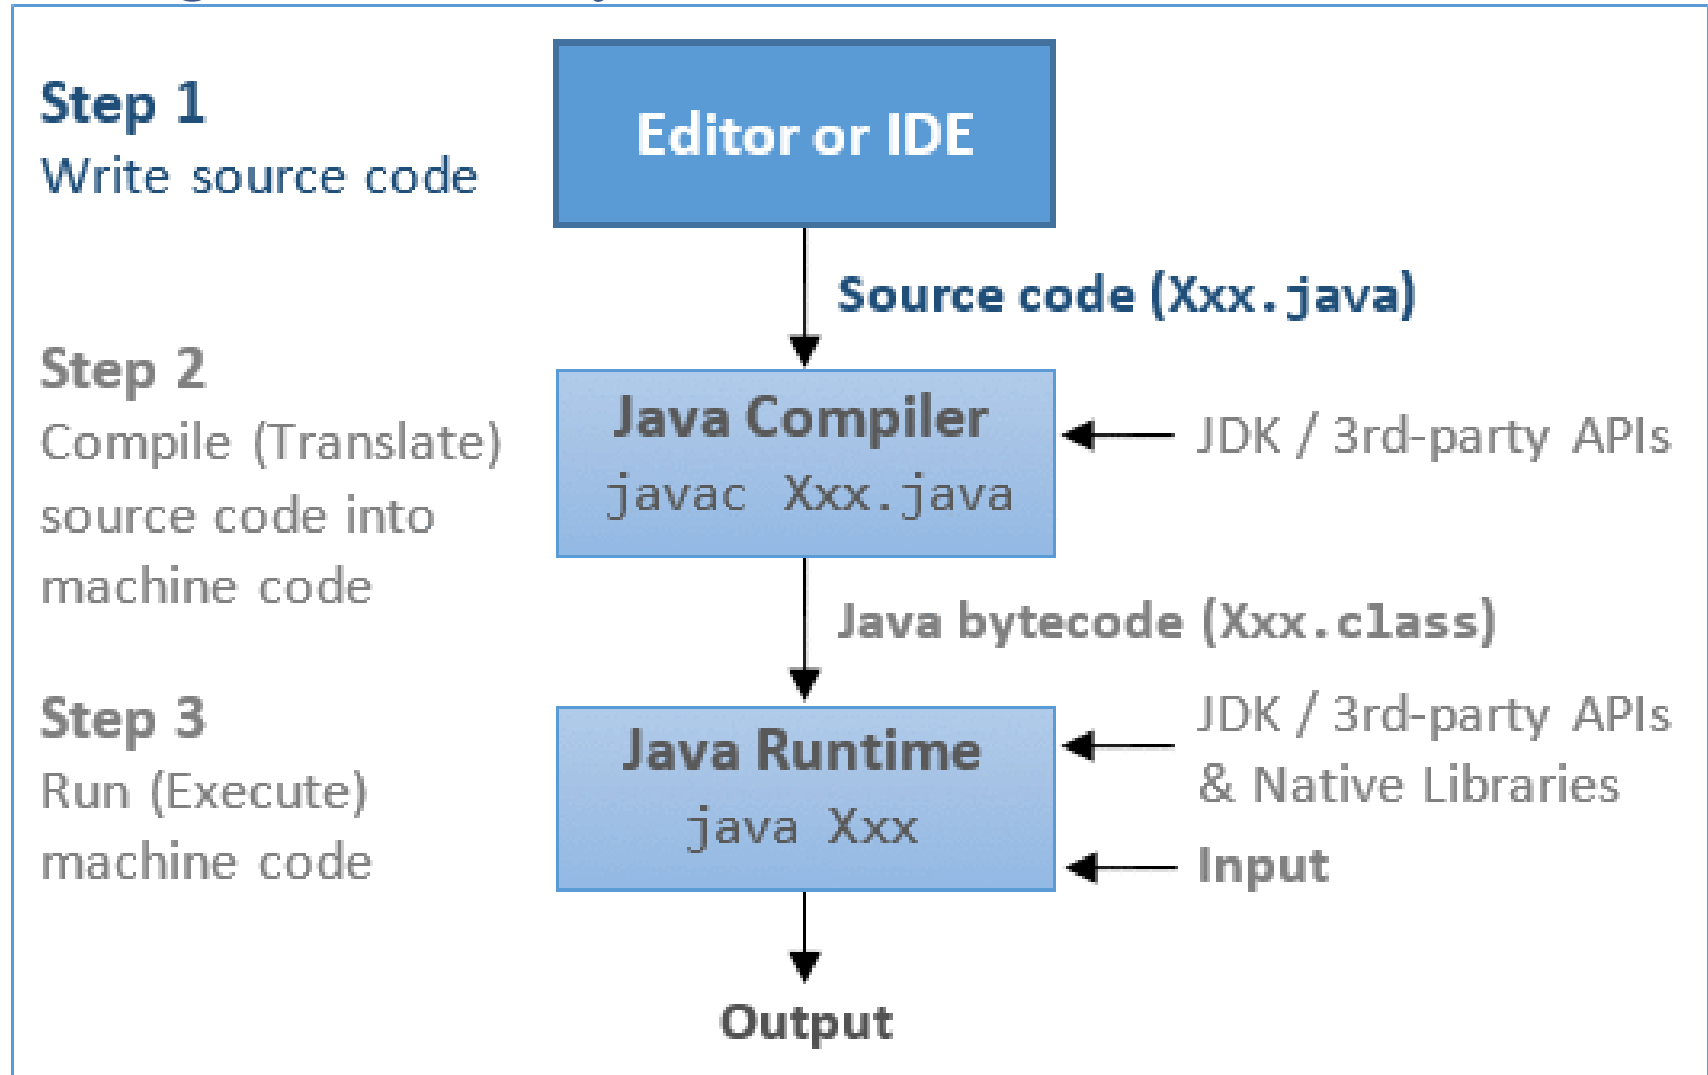 Step 1
Write source code
Editor or IDE
Source code (Xxx.java)
Step 2
Compile (Translate)
source code into
machine code
Java Compiler
javac Xxx.java
JDK / 3rd-party APIs
Java bytecode (Xxx.class)
Step 3
Run (Execute)
machine code
Java Runtime
java Xxx
JDK / 3rd-party APIs
& Native Libraries
Input
Output